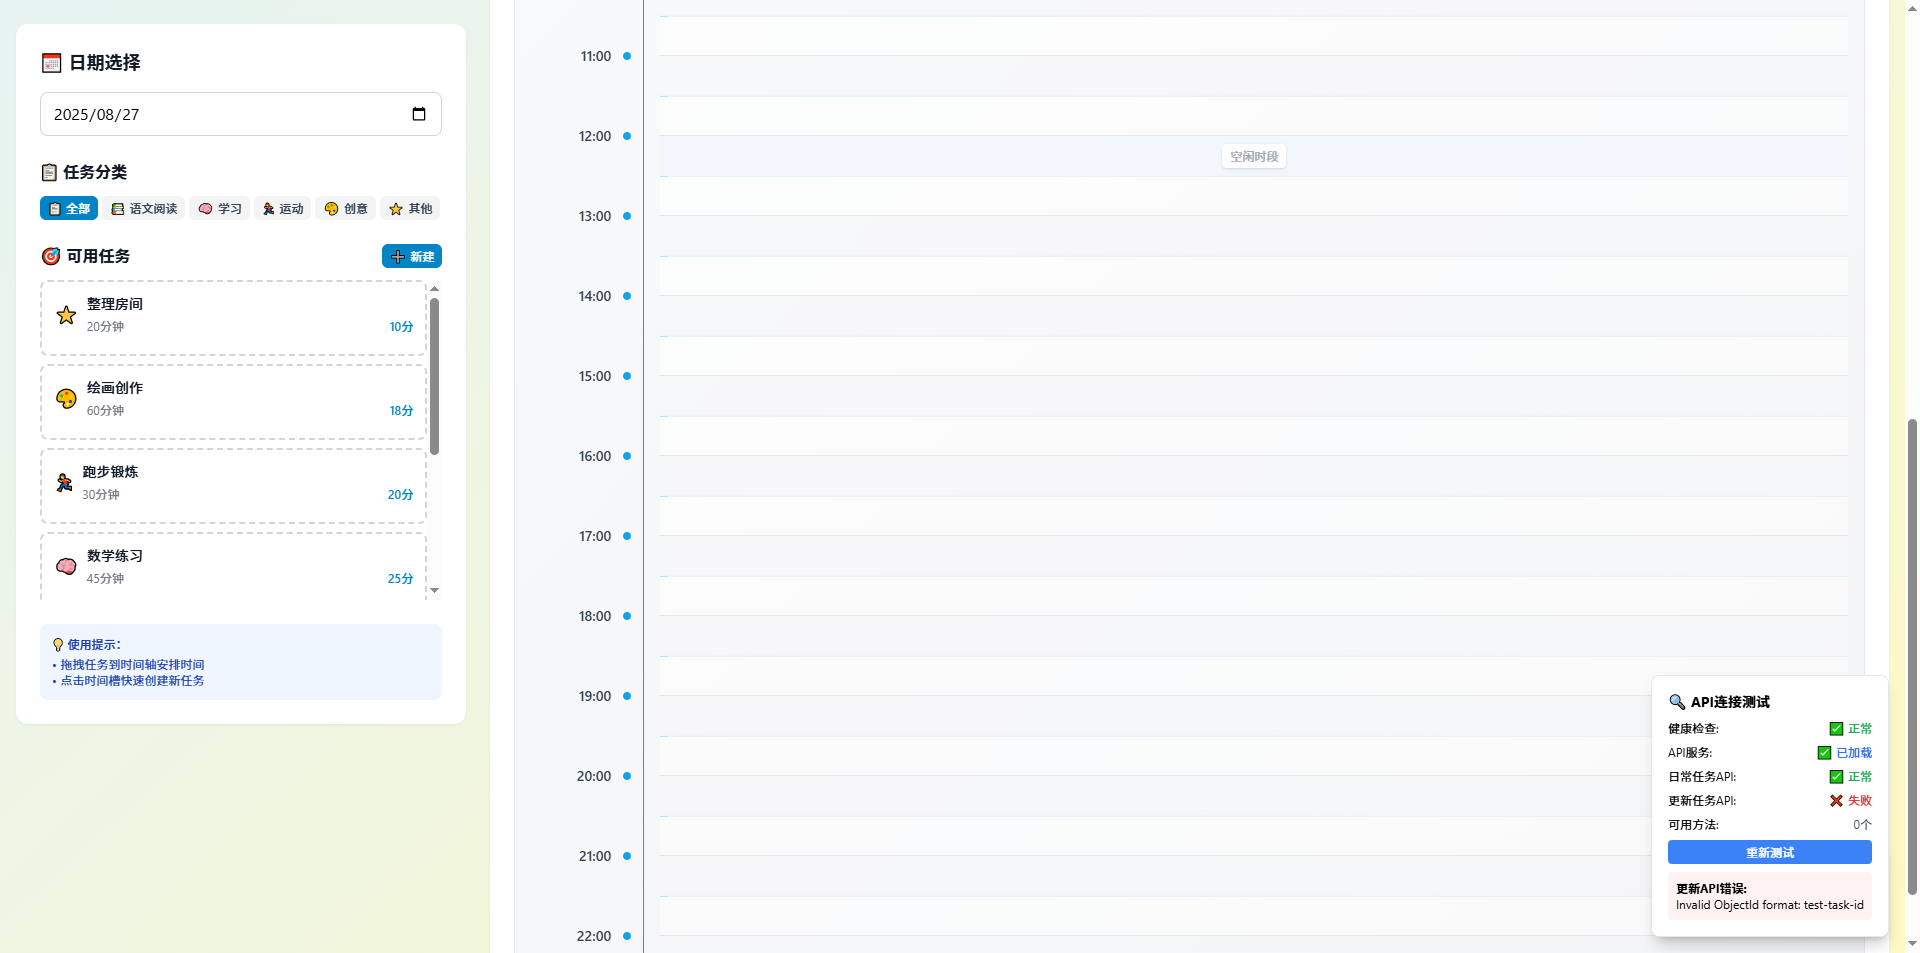 日期选择
2025/08/27
任务分类
全部 语文阅读 学习 运动 创意 其他
可用任务 新建
整理房间
20分钟 10分
绘画创作
60分钟 18分
跑步锻炼
30分钟 20分
数学练习
45分钟 25分
使用提示：
• 拖拽任务到时间轴安排时间
• 点击时间槽快速创建新任务
11:00
12:00
空闲时段
13:00
14:00
15:00
16:00
17:00
18:00
19:00
20:00
21:00
22:00
API连接测试
健康检查: 正常
API服务: 已加载
日常任务API: 正常
更新任务API: 失败
可用方法: 0个
重新测试
更新API错误:
Invalid ObjectId format: test-task-id